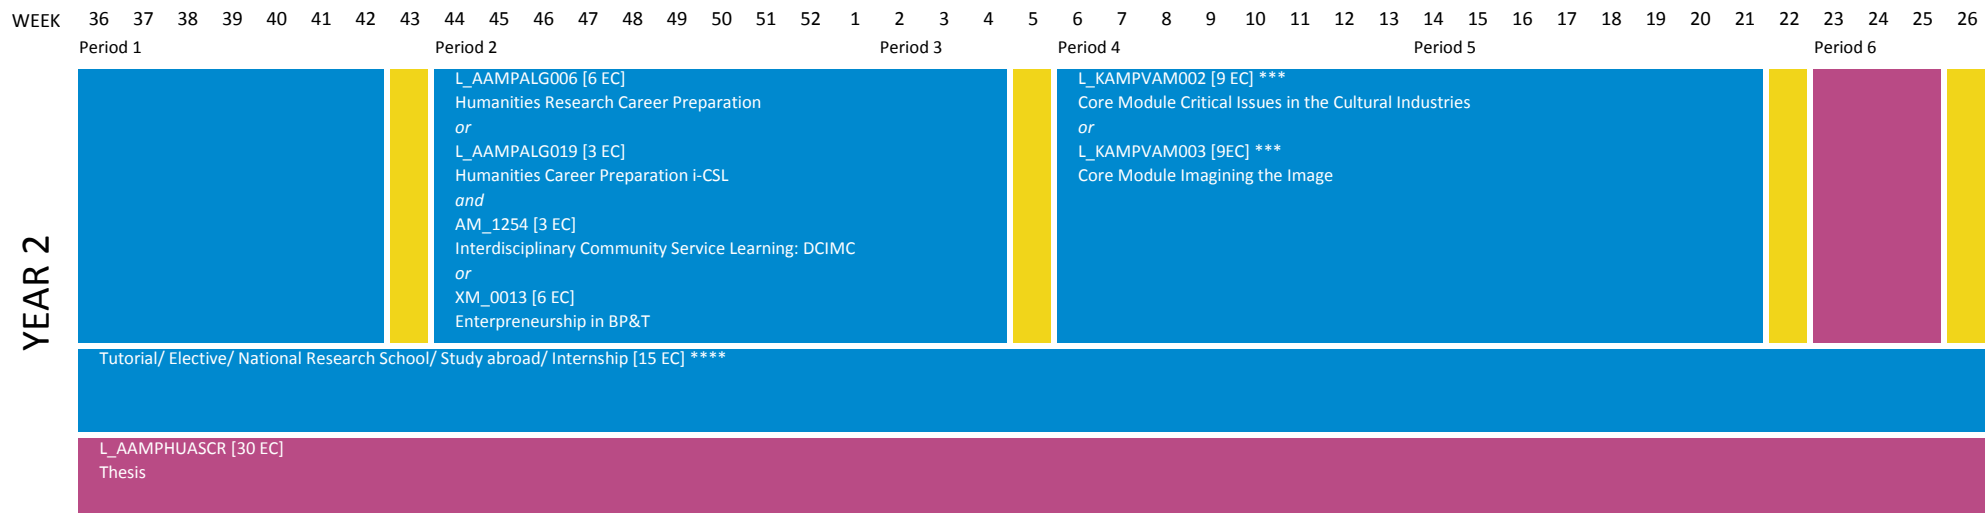 WEEK 36 37 38 39 40 41 42 43 44 45 46 47 48 49 50 51 52 1 2 3 4 5 6 7 8 9 10 11 12 13 14 15 16 17 18 19 20 21 22 23 24 25 26
Period 1 Period 2 Period 3 Period 4 Period 5 Period 6
YEAR 2
L_AAMPALG006 [6 EC]
Humanities Research Career Preparation
or
L_AAMPALG019 [3 EC]
Humanities Career Preparation i-CSL
and
AM_1254 [3 EC]
Interdisciplinary Community Service Learning: DCIMC
or
XM_0013 [6 EC]
Enterpreneurship in BP&T
L_KAMPVAM002 [9 EC] ***
Core Module Critical Issues in the Cultural Industries
or
L_KAMPVAM003 [9EC] ***
Core Module Imagining the Image
Tutorial/ Elective/ National Research School/ Study abroad/ Internship [15 EC] ****
L_AAMPHUASCR [30 EC]
Thesis